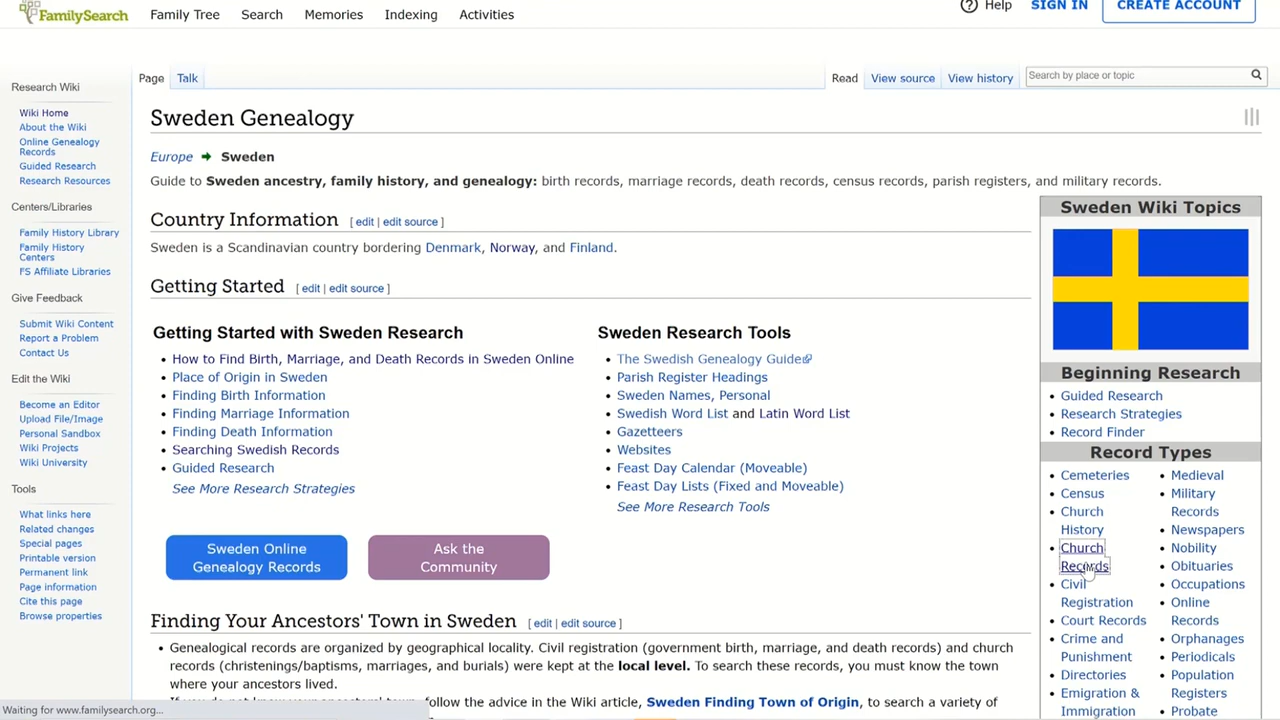 FamilySearch
Family Tree
Search
Memories
Indexing
Activities
Help
SIGN IN
CREATE ACCOUNT
Research Wiki
Wiki Home
About the Wiki
Online Genealogy
Records
Guided Research
Research Resources
Centers/Libraries
Family History Library
Family History
Centers
FS Affiliate Libraries
Give Feedback
Submit Wiki Content
Report a Problem
Contact Us
Edit the Wiki
Become an Editor
Upload File/Image
Personal Sandbox
Wiki Projects
Wiki University
Tools
What links here
Related changes
Special pages
Printable version
Permanent link
Page information
Cite this page
Browse properties
Page
Talk
Read
View source
View history
Search by place or topic
Sweden Genealogy
Europe Sweden
Guide to Sweden ancestry, family history, and genealogy: birth records, marriage records, death records, census records, parish registers, and military records.
Country Information [ edit | edit source ]
Sweden is a Scandinavian country bordering Denmark, Norway, and Finland.
Getting Started [ edit | edit source ]
Getting Started with Sweden Research
• How to Find Birth, Marriage, and Death Records in Sweden Online
• Place of Origin in Sweden
• Finding Birth Information
• Finding Marriage Information
• Finding Death Information
• Searching Swedish Records
• Guided Research
See More Research Strategies
Sweden Research Tools
• The Swedish Genealogy Guide
• Parish Register Headings
• Sweden Names, Personal
• Swedish Word List and Latin Word List
• Gazetteers
• Websites
• Feast Day Calendar (Moveable)
• Feast Day Lists (Fixed and Moveable)
See More Research Tools
Sweden Online
Genealogy Records
Ask the
Community
Finding Your Ancestors' Town in Sweden [ edit | edit source ]
• Genealogical records are organized by geographical locality. Civil registration (government birth, marriage, and death records) and church
records (christenings/baptisms, marriages, and burials) were kept at the local level. To search these records, you must know the town
where your ancestors lived.
follow the advice in the Wiki article, Sweden Finding Town of Origin, to search a variety of
Sweden Wiki Topics
Beginning Research
• Guided Research
• Research Strategies
• Record Finder
Record Types
• Cemeteries
• Census
• Church
History
• Church
Records
• Civil
Registration
• Court Records
• Crime and
Punishment
• Directories
• Emigration &
Immigration
• Medieval
• Military
Records
• Newspapers
• Nobility
• Obituaries
• Occupations
• Online
Records
• Orphanages
• Periodicals
• Population
Registers
• Probate
Waiting for www.familysearch.org...